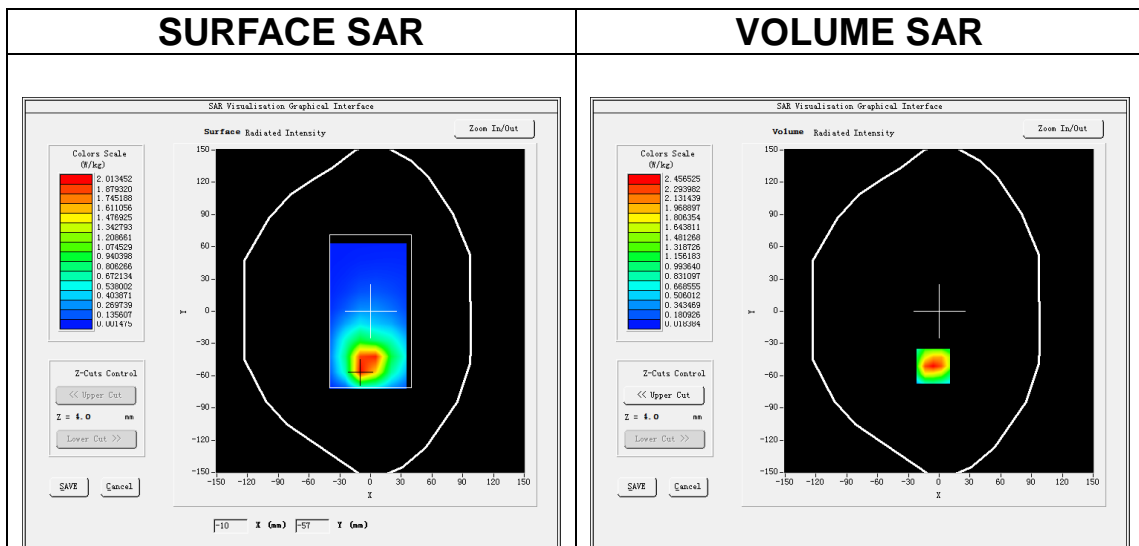 SURFACE SAR
VOLUME SAR
SAR Visualisation Graphical Interface
Surface Radiated Intensity
Zoom In/Out
Colors Scale
(W/kg)
2.013452
1.879320
1.745188
1.611056
1.476925
1.342793
1.208661
1.074529
0.940398
0.806266
0.672134
0.538002
0.403871
0.269739
0.135607
0.001475
150
120
90
60
30
0
-30
-60
-90
-120
-150
Y
-150 -120 -90 -60 -30 0 30 60 90 120 150
X
Z-Cuts Control
<< Upper Cut
Z = 4.0 mm
Lower Cut >>
SAVE Cancel
-10 X (mm) -57 Y (mm)
SAR Visualisation Graphical Interface
Volume Radiated Intensity
Zoom In/Out
Colors Scale
(W/kg)
2.456525
2.293982
2.131439
1.968897
1.806354
1.643811
1.481268
1.318726
1.156183
0.993640
0.831097
0.668555
0.506012
0.343469
0.180926
0.018384
150
120
90
60
30
0
-30
-60
-90
-120
-150
Y
-150 -120 -90 -60 -30 0 30 60 90 120 150
X
Z-Cuts Control
<< Upper Cut
Z = 4.0 mm
Lower Cut >>
SAVE Cancel